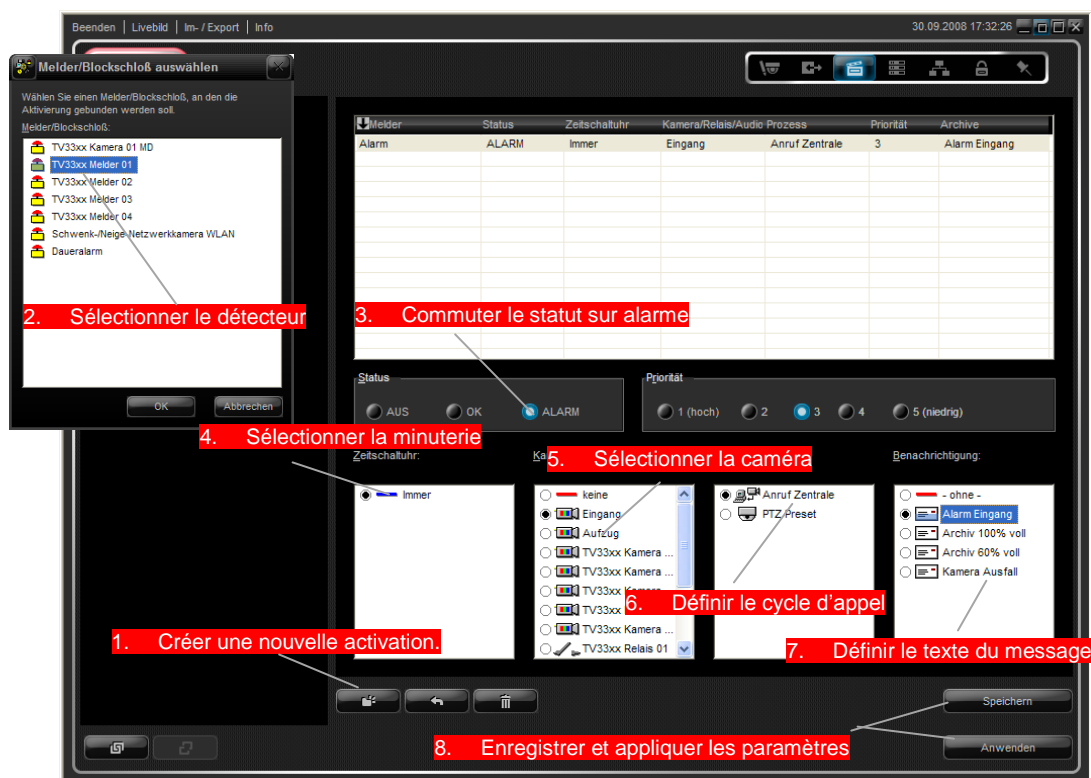 Beenden | Livebild | Im- / Export | Info
30.09.2008 17:32:26
Melder/Blockschloß auswählen
Wählen Sie einen Melder/Blockschloß, an den die
Aktivierung gebunden werden soll.
Melder/Blockschloß:
TV33xx Kamera 01 MD
TV33xx Melder 01
TV33xx Melder 02
TV33xx Melder 03
TV33xx Melder 04
Schwenk-/Neige-Netzwerkkamera WLAN
Daueralarm
2. Sélectionner le détecteur
OK
Abbrechen
Melder Status Zeitschaltuhr Kamera/Relais/Audio Prozess Priorität Archive
Alarm ALARM Immer Eingang Anruf Zentrale 3 Alarm Eingang
3. Commuter le statut sur alarme
Status
AUS OK ALARM
Priorität
1 (hoch) 2 3 4 5 (niedrig)
4. Sélectionner la minuterie
5. Sélectionner la caméra
Zeitschaltuhr:
Immer
keine
Eingang
Aufzug
TV33xx Kamera ...
TV33xx Kamera ...
TV33xx Kamera
TV33xx
TV33xx Kamera ...
TV33xx Relais 01
Anruf Zentrale
PTZ Preset
6. Définir le cycle d'appel
Benachrichtigung:
- ohne -
Alarm Eingang
Archiv 100% voll
Archiv 60% voll
Kamera Ausfall
7. Définir le texte du message
1. Créer une nouvelle activation.
Speichern
8. Enregistrer et appliquer les paramètres
Anwenden